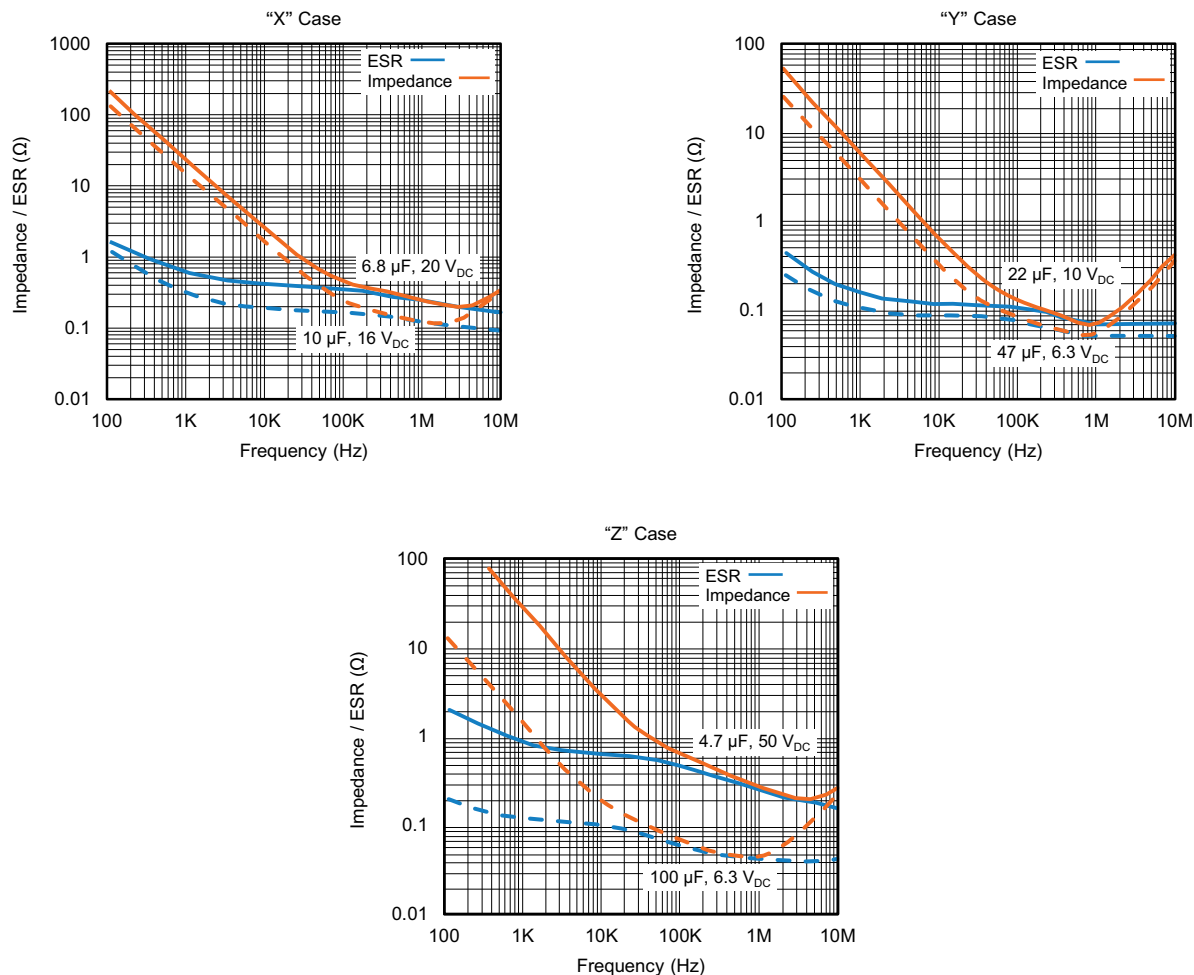 “X” Case
1000
100
10
1
0.1
0.01
Impedance / ESR (Ω)
ESR
Impedance
6.8 µF, 20 VDC
10 µF, 16 VDC
100 1K 10K 100K 1M 10M
Frequency (Hz)
“Y” Case
100
10
1
0.1
0.01
Impedance / ESR (Ω)
ESR
Impedance
22 µF, 10 VDC
47 µF, 6.3 VDC
100 1K 10K 100K 1M 10M
Frequency (Hz)
“Z” Case
100
10
1
0.1
0.01
Impedance / ESR (Ω)
ESR
Impedance
4.7 µF, 50 VDC
100 µF, 6.3 VDC
100 1K 10K 100K 1M 10M
Frequency (Hz)